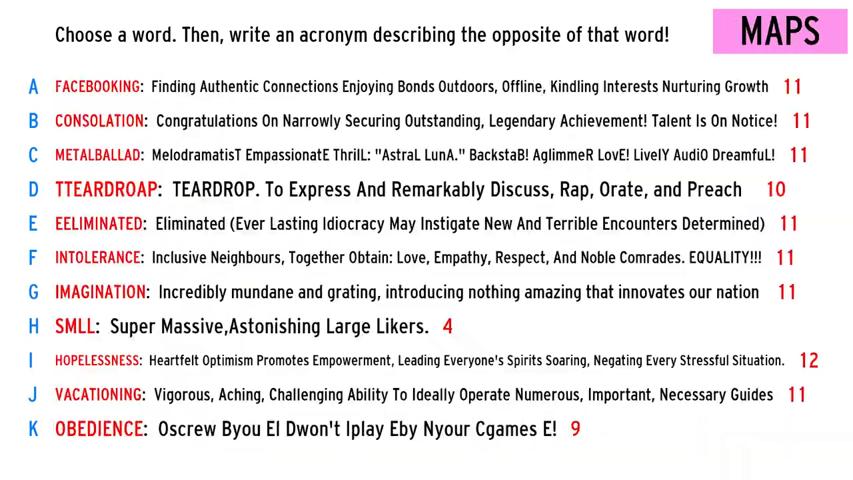 Choose a word. Then, write an acronym describing the opposite of that word!
MAPS
A FACEBOOKING: Finding Authentic Connections Enjoying Bonds Outdoors, Offline, Kindling Interests Nurturing Growth 11
B CONSOLATION: Congratulations On Narrowly Securing Outstanding, Legendary Achievement! Talent Is On Notice! 11
C METALBALLAD: MelodramatisT EmpassionatE ThrilL: "AstraL LunA." BackstaB! AglimmeR LovE! LivelY AudiO DreamfuL! 11
D TTEARDROAP: TEARDROP. To Express And Remarkably Discuss, Rap, Orate, and Preach 10
E EELIMINATED: Eliminated (Ever Lasting Idiocracy May Instigate New And Terrible Encounters Determined) 11
F INTOLERANCE: Inclusive Neighbours, Together Obtain: Love, Empathy, Respect, And Noble Comrades. EQUALITY!!! 11
G IMAGINATION: Incredibly mundane and grating, introducing nothing amazing that innovates our nation 11
H SMLL: Super Massive,Astonishing Large Likers. 4
I HOPELESSNESS: Heartfelt Optimism Promotes Empowerment, Leading Everyone's Spirits Soaring, Negating Every Stressful Situation. 12
J VACATIONING: Vigorous, Aching, Challenging Ability To Ideally Operate Numerous, Important, Necessary Guides 11
K OBEDIENCE: Oscrew Byou El Dwon't Iplay Eby Nyour Cgames E! 9